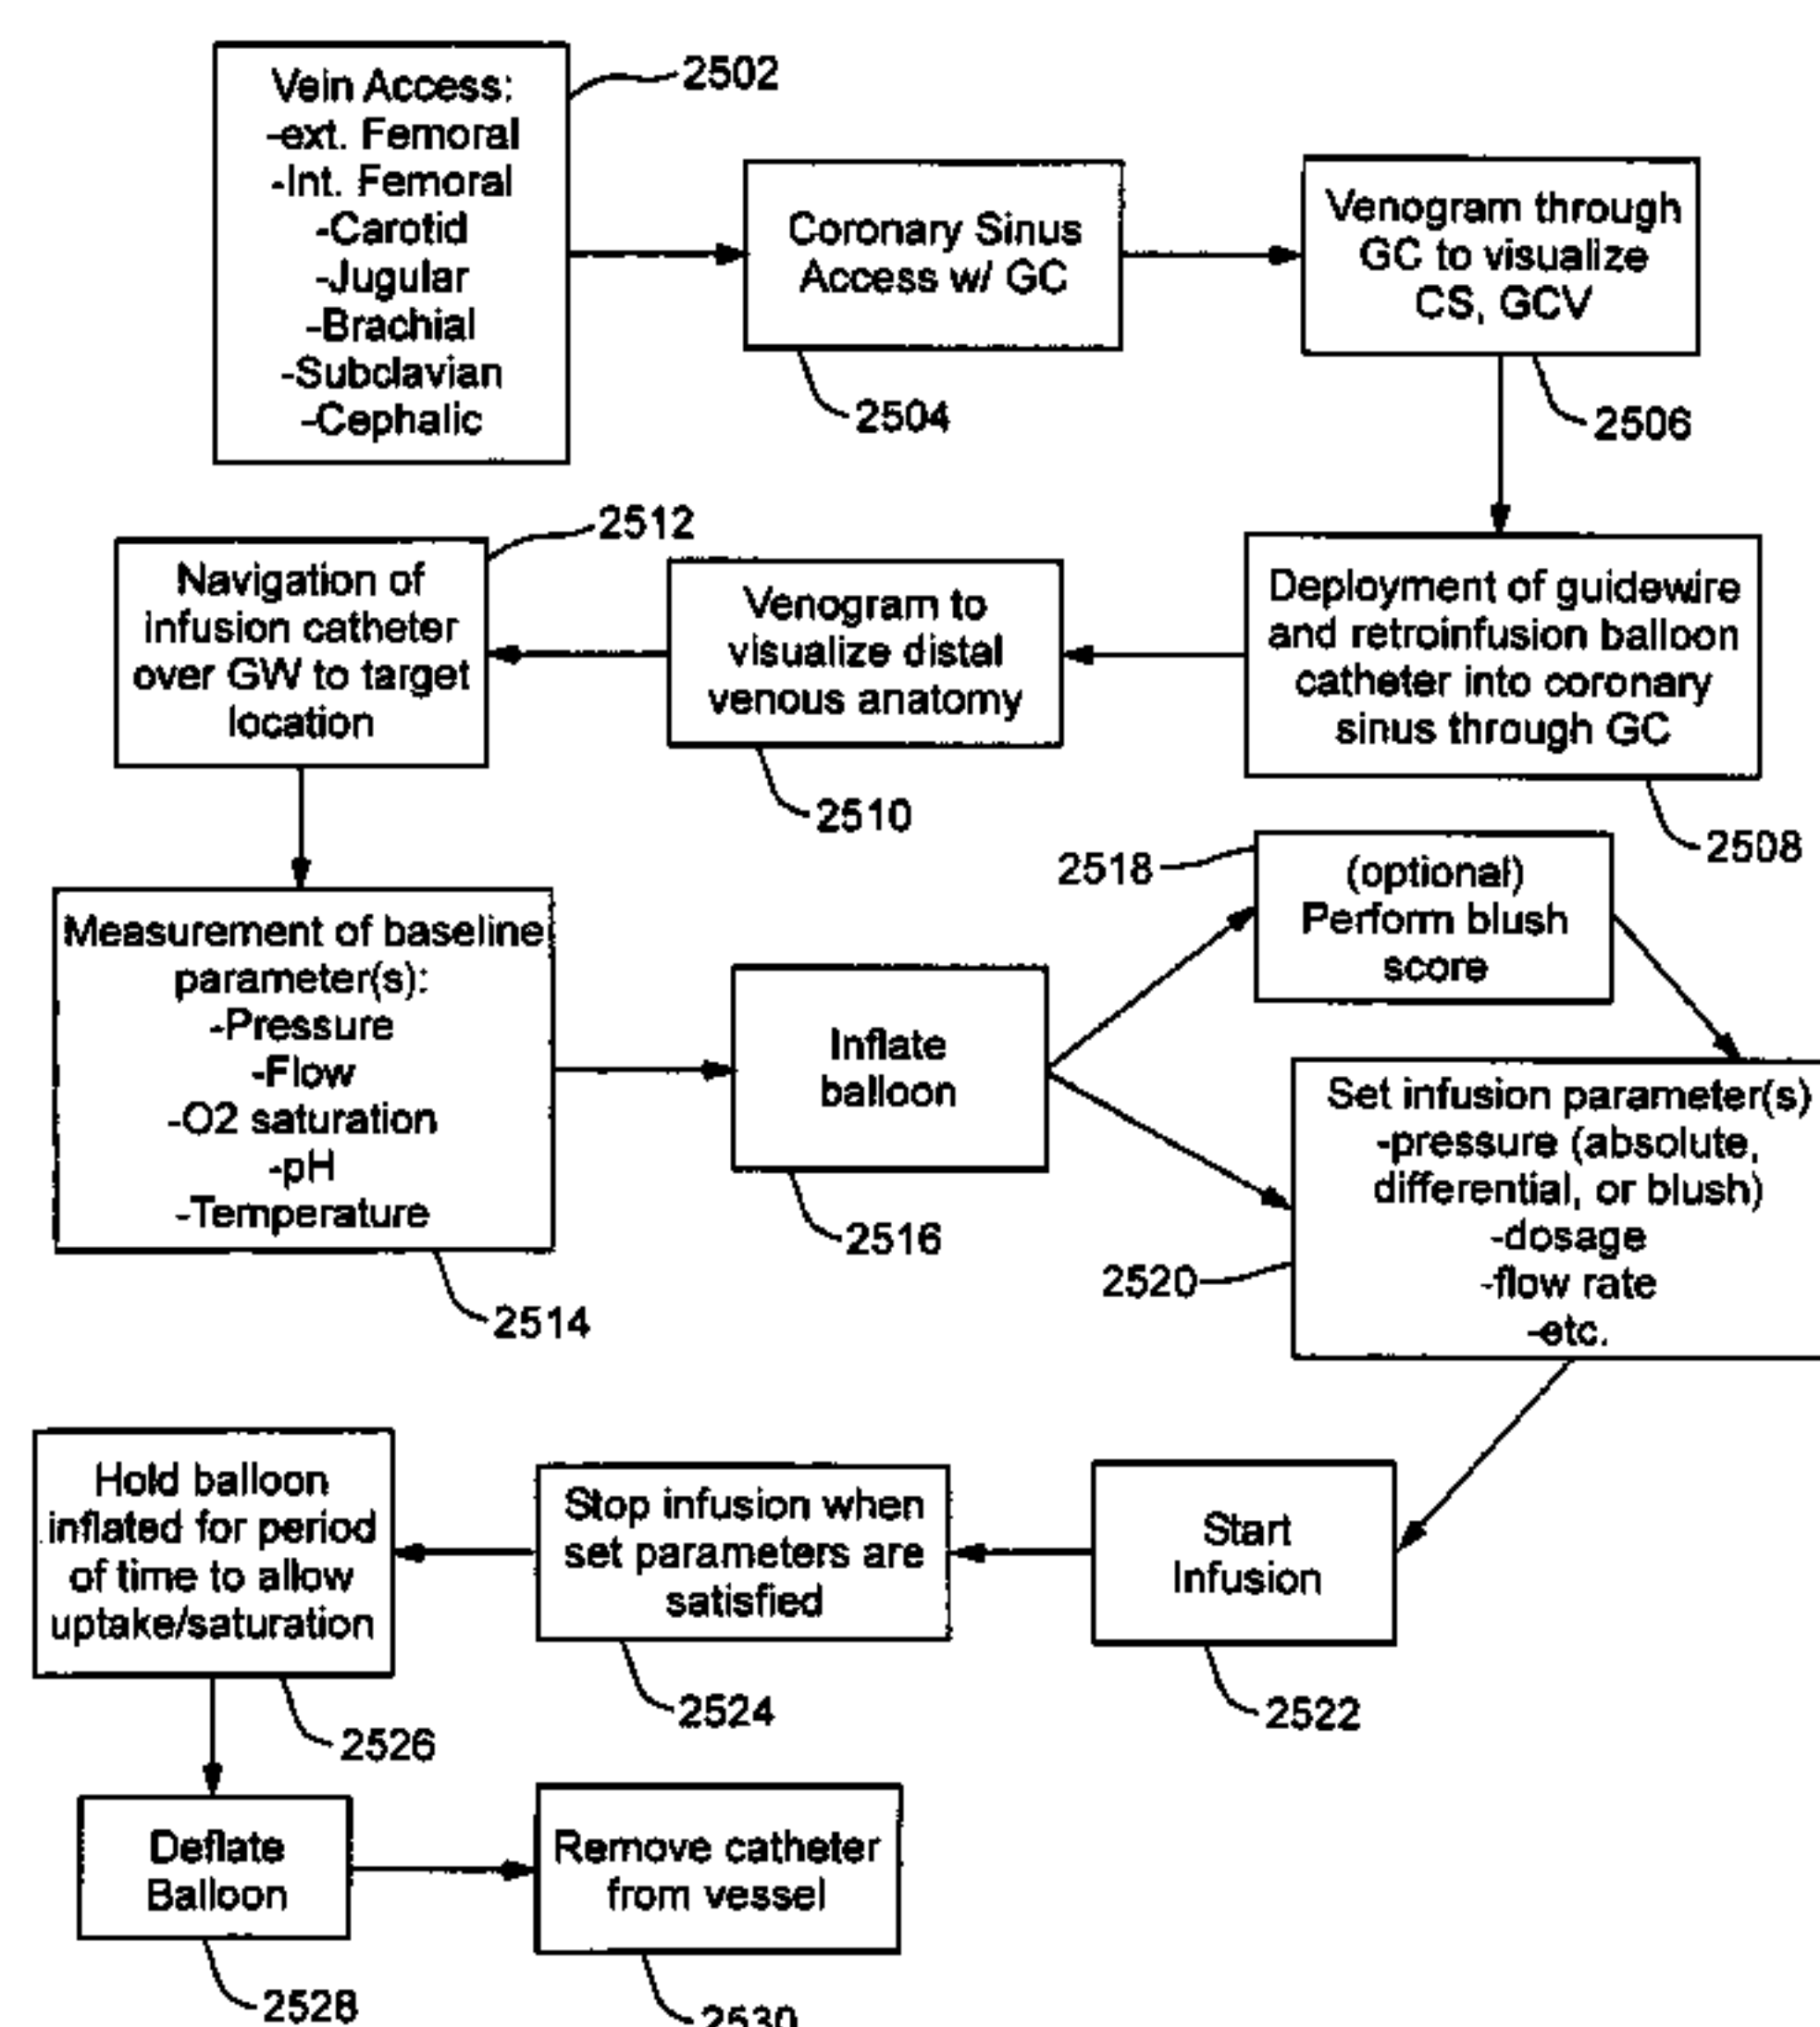 Vein Access:
-ext. Femoral
-Int. Femoral
-Carotid
-Jugular
-Brachial
-Subclavian
-Cephalic
2502
Coronary Sinus
Access w/ GC
2504
Venogram through
GC to visualize
CS, GCV
2506
Deployment of guidewire
and retroinfusion balloon
catheter into coronary
sinus through GC
2508
Venogram to
visualize distal
venous anatomy
2510
Navigation of
infusion catheter
over GW to target
location
2512
Measurement of baseline
parameter(s):
-Pressure
-Flow
-O2 saturation
-pH
-Temperature
2514
Inflate
balloon
2516
2518
(optional)
Perform blush
score
Set infusion parameter(s)
-pressure (absolute,
differential, or blush)
-dosage
-flow rate
-etc.
2520
Start
Infusion
2522
Stop infusion when
set parameters are
satisfied
2524
Hold balloon
inflated for period
of time to allow
uptake/saturation
2526
Deflate
Balloon
2528
Remove catheter
from vessel
2530